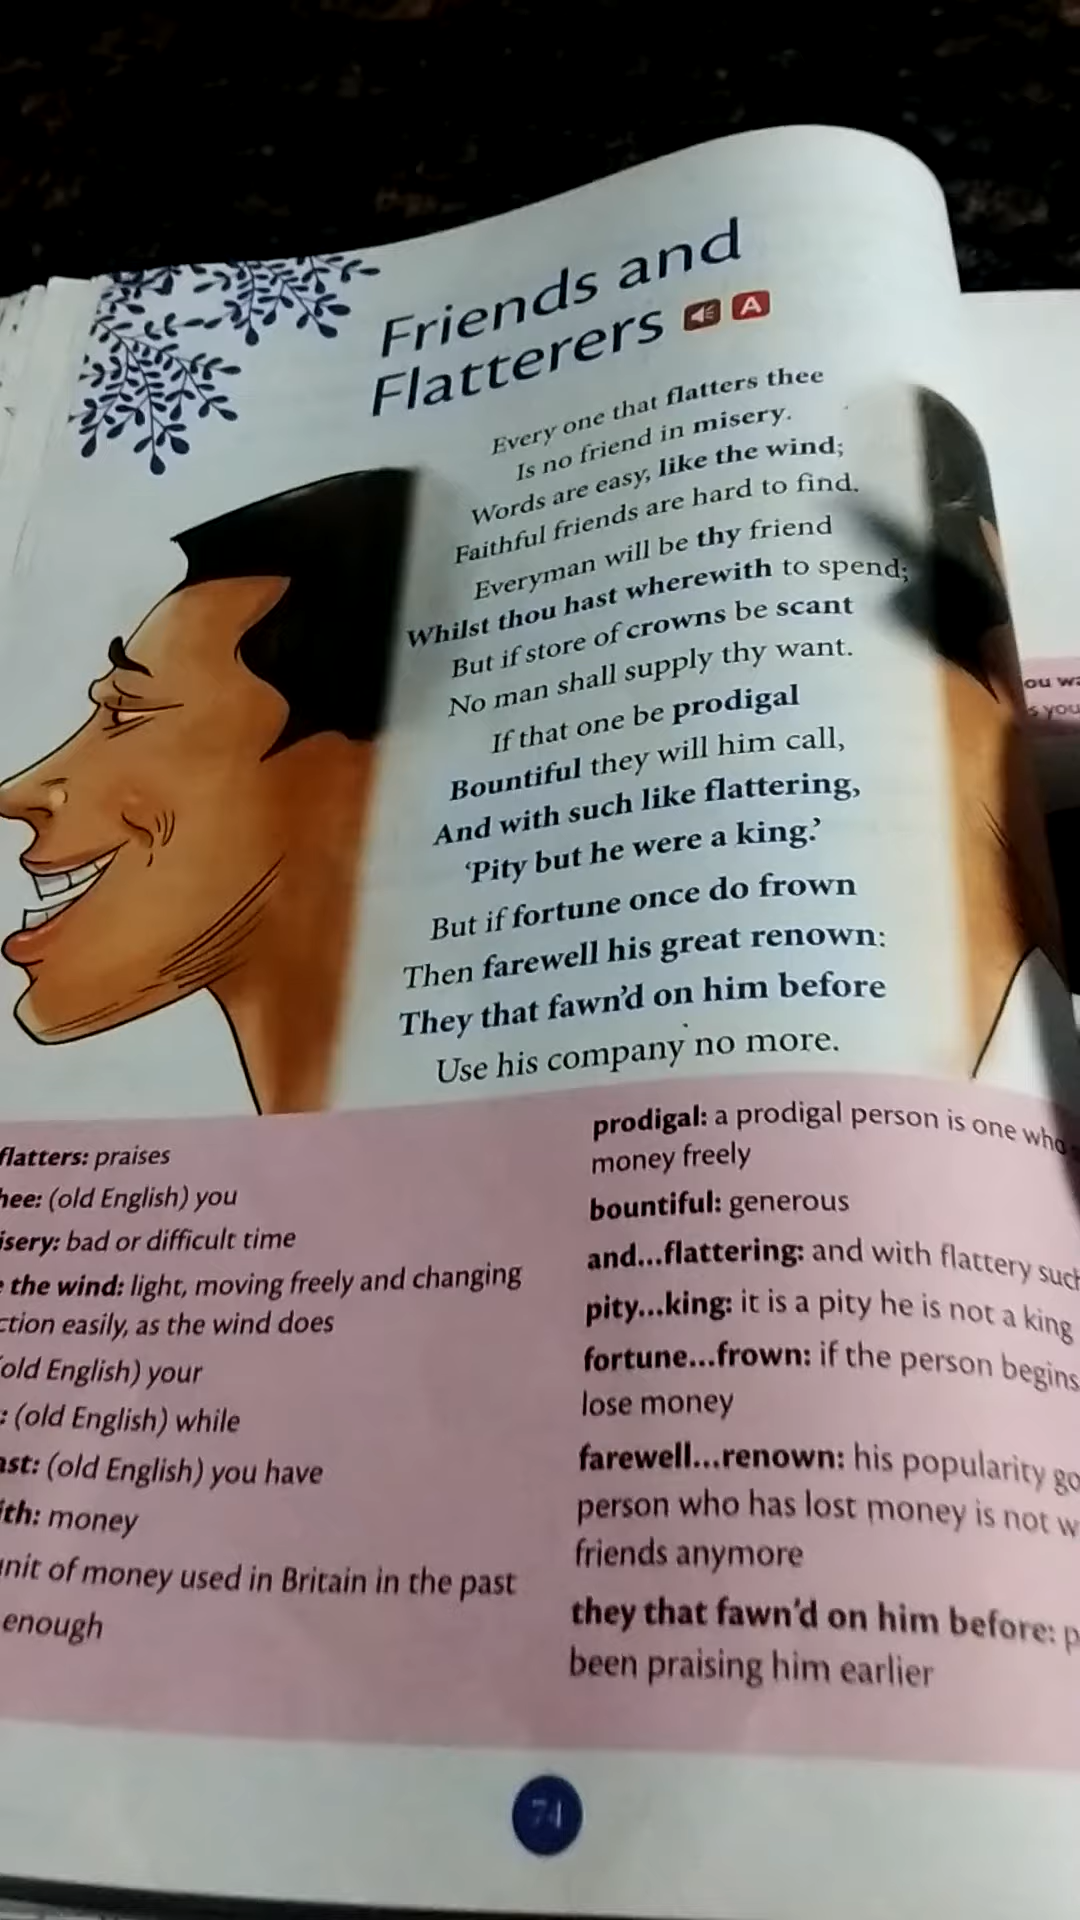 Friends and
Flatterers
A
Every one that flatters thee
Is no friend in misery.
Words are easy, like the wind;
Faithful friends are hard to find.
Everyman will be thy friend
Whilst thou hast wherewith to spend;
But if store of crowns be scant
No man shall supply thy want.
If that one be prodigal
Bountiful they will him call,
And with such like flattering,
‘Pity but he were a king.’
But if fortune once do frown
Then farewell his great renown:
They that fawn’d on him before
Use his company no more.
flatters: praises
hee: (old English) you
isery: bad or difficult time
the wind: light, moving freely and changing
ction easily, as the wind does
old English) your
: (old English) while
ast: (old English) you have
ith: money
unit of money used in Britain in the past
enough
prodigal: a prodigal person is one who
money freely
bountiful: generous
and...flattering: and with flattery such
pity...king: it is a pity he is not a king
fortune...frown: if the person begins
lose money
farewell...renown: his popularity go
person who has lost money is not w
friends anymore
they that fawn’d on him before: p
been praising him earlier
74
ou wa
s you